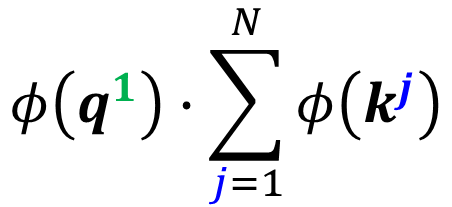 ϕ(q¹) · ∑_{j=1}^{N} ϕ(kʲ)